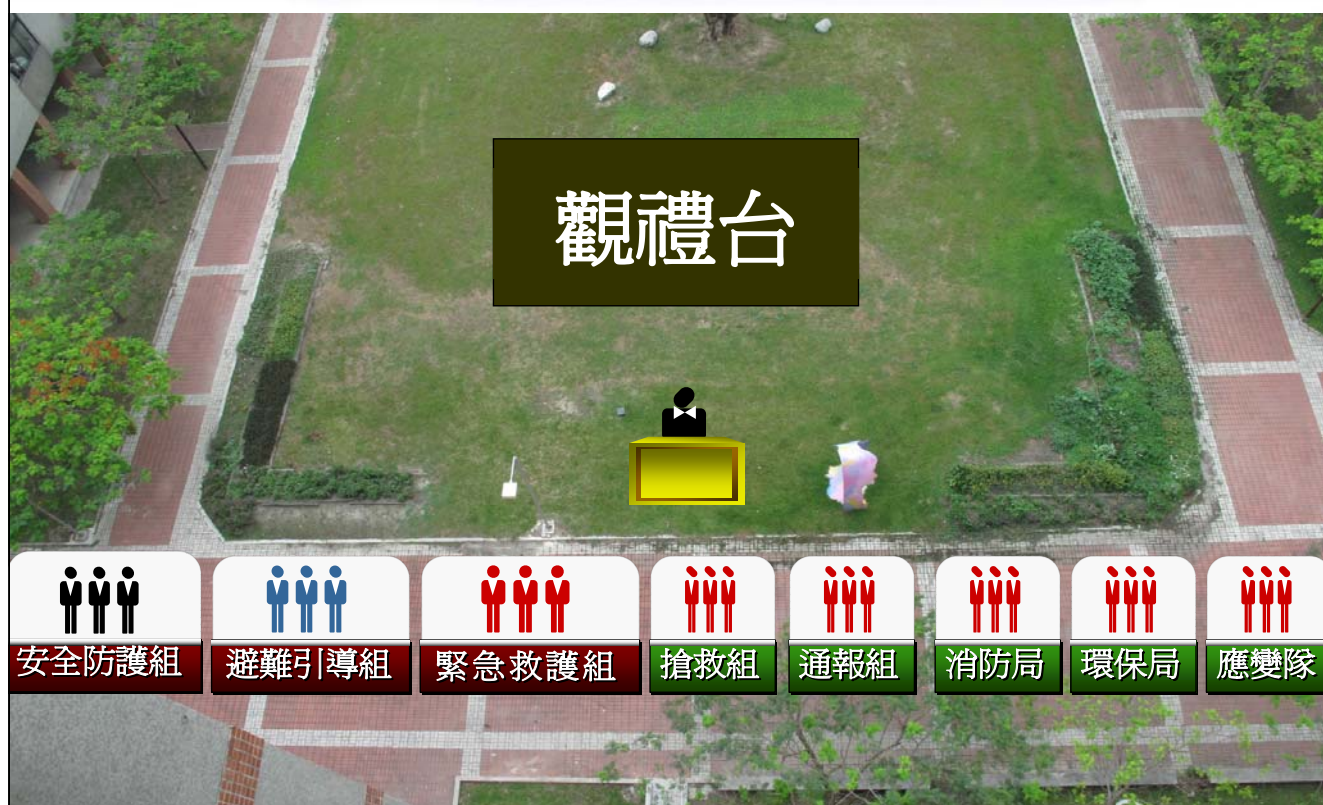 觀禮台
安全防護組
避難引導組
緊急救護組
搶救組
通報組
消防局
環保局
應變隊